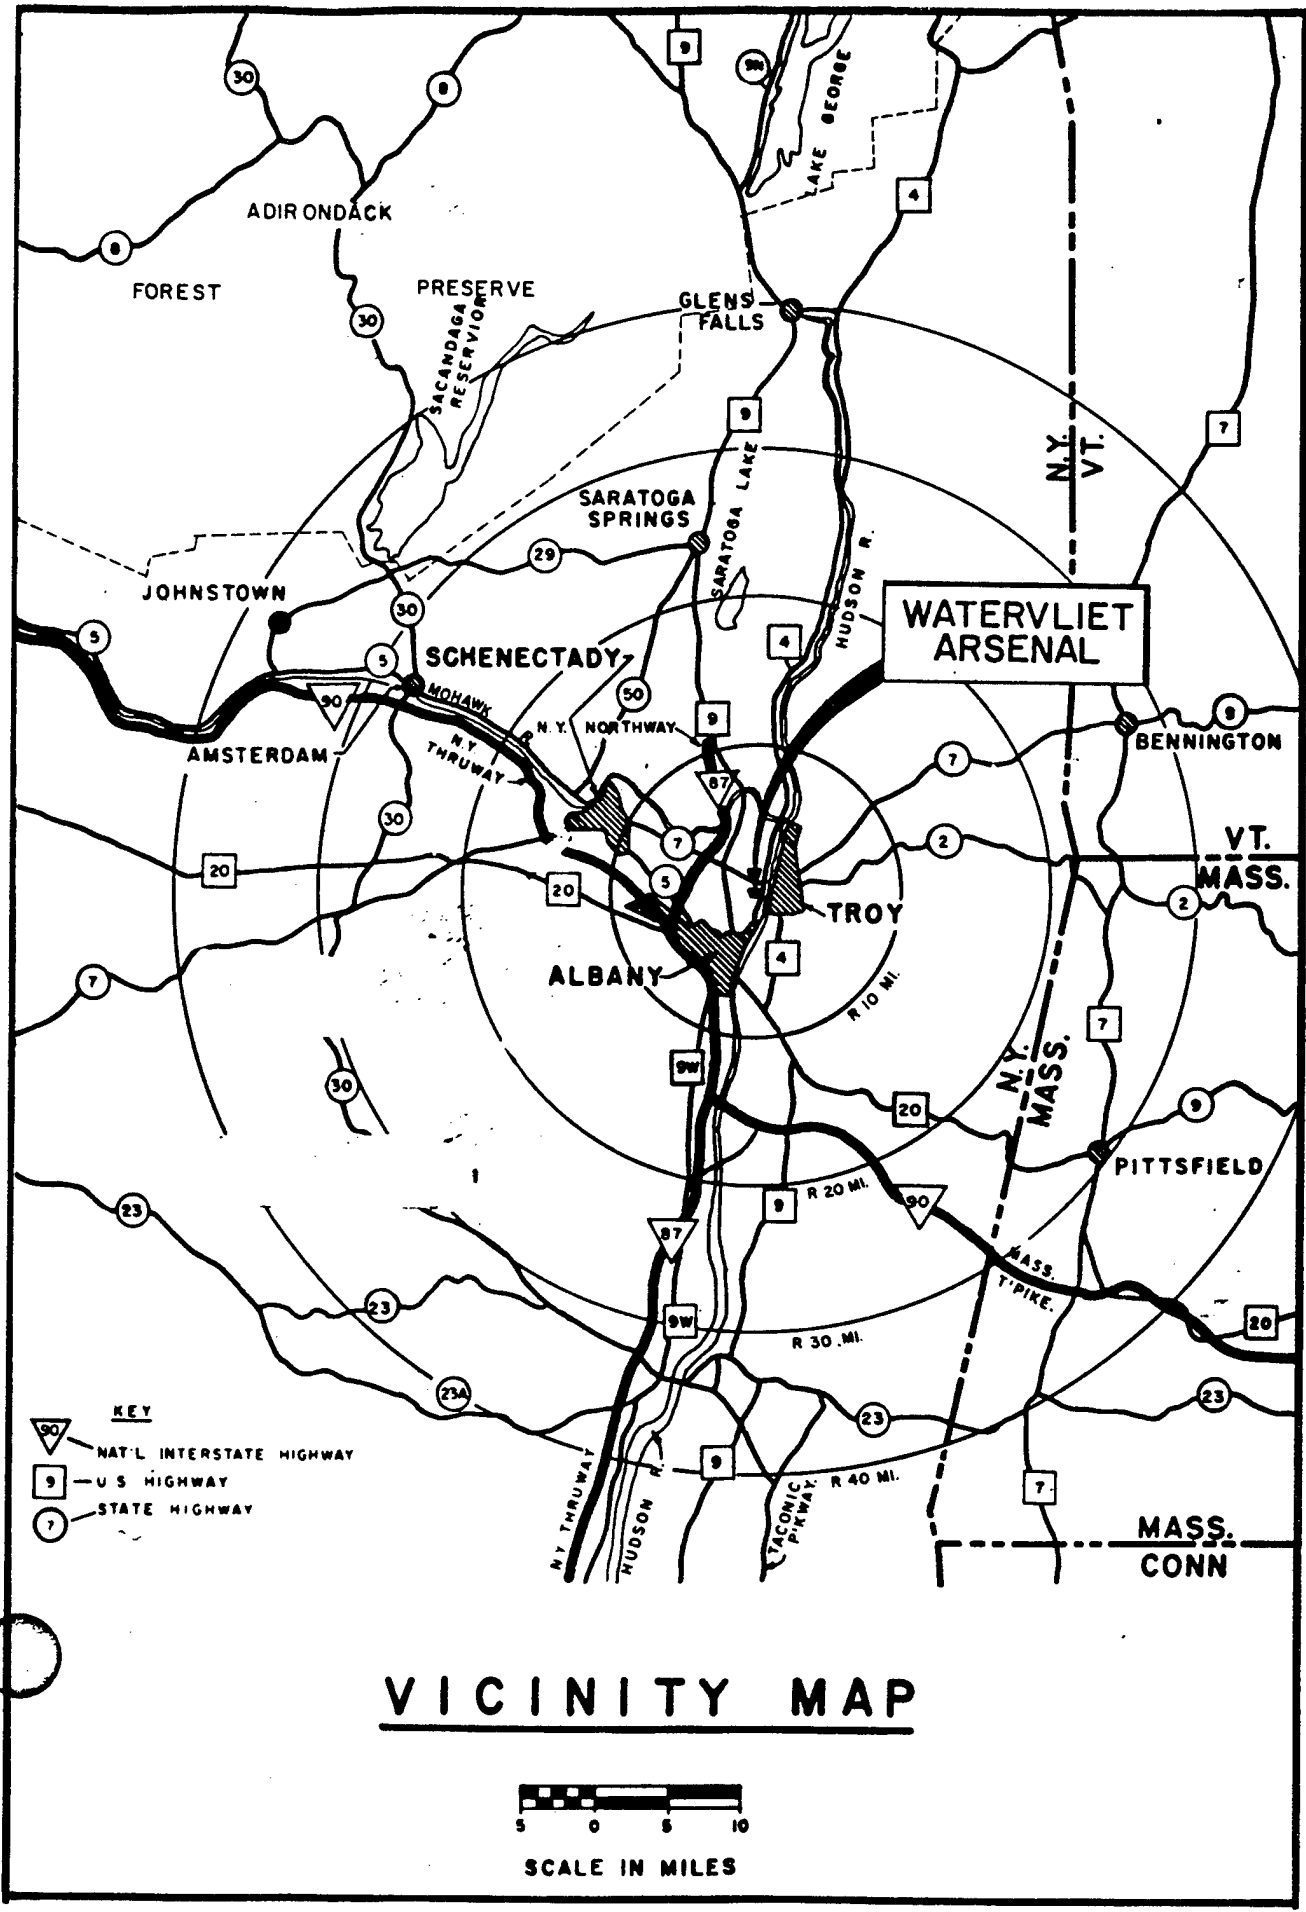 30
8
9
9N
LAKE GEORGE
4
ADIRONDACK
8
FOREST
PRESERVE
30
SACANDAGA
RESERVIOR
GLENS
FALLS
9
7
N.Y.
VT.
SARATOGA
SPRINGS
SARATOGA LAKE
29
HUDSON R.
JOHNSTOWN
30
5
5
SCHENECTADY
4
WATERVLIET
ARSENAL
90
MOHAWK
R.
50
9
N.Y. NORTHWAY
9
BENNINGTON
AMSTERDAM
N.Y.
THRUWAY
87
7
30
7
2
VT.
MASS.
20
20
5
2
TROY
ALBANY
4
7
R 10 MI.
7
N.Y.
MASS.
30
9W
20
9
PITTSFIELD
23
R 20 MI.
9
90
87
MASS.
T'PIKE.
23
9W
R 30 MI.
20
23A
23
23
KEY
90
NAT'L INTERSTATE HIGHWAY
9
U S HIGHWAY
7
STATE HIGHWAY
9
R 40 MI.
7
N Y THRUWAY
HUDSON R.
TACONIC
P'KWAY.
MASS.
CONN
VICINITY MAP
5 0 5 10
SCALE IN MILES